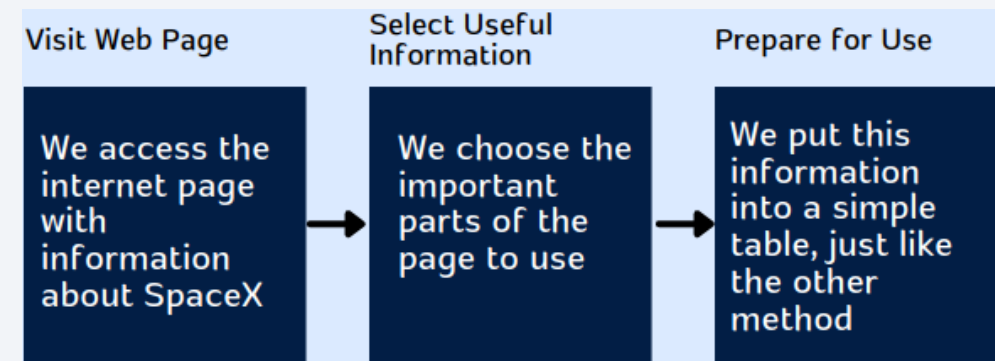 Visit Web Page
Select Useful
Information
Prepare for Use
We access the
internet page
with
information
about SpaceX
We choose the
important
parts of the
page to use
We put this
information
into a simple
table, just like
the other
method